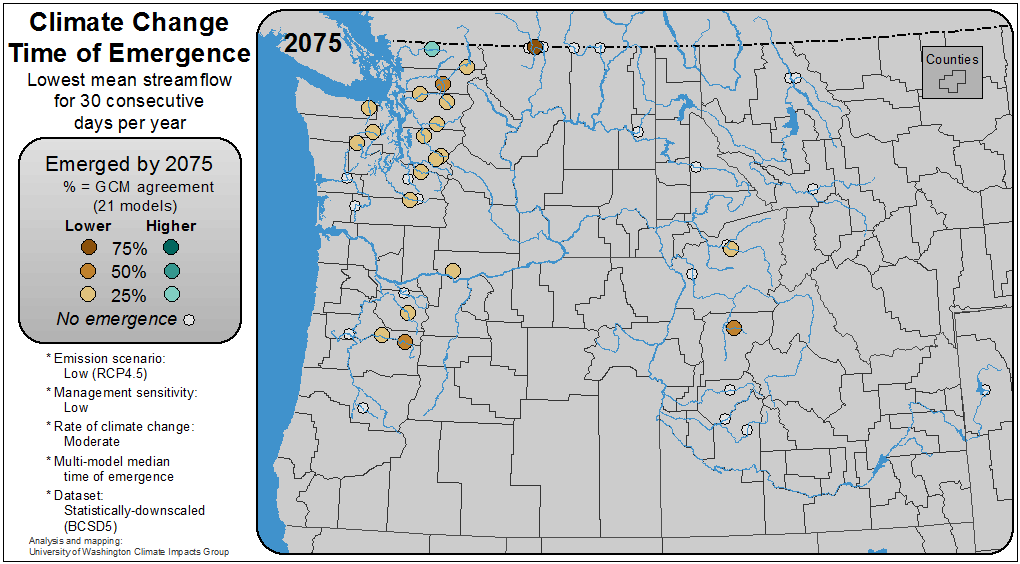 Climate Change
Time of Emergence
Lowest mean streamflow
for 30 consecutive
days per year
Emerged by 2075
% = GCM agreement
(21 models)
Lower Higher
75%
50%
25%
No emergence
* Emission scenario:
Low (RCP4.5)
* Management sensitivity:
Low
* Rate of climate change:
Moderate
* Multi-model median
time of emergence
* Dataset:
Statistically-downscaled
(BCSD5)
Analysis and mapping:
University of Washington Climate Impacts Group
2075
Counties